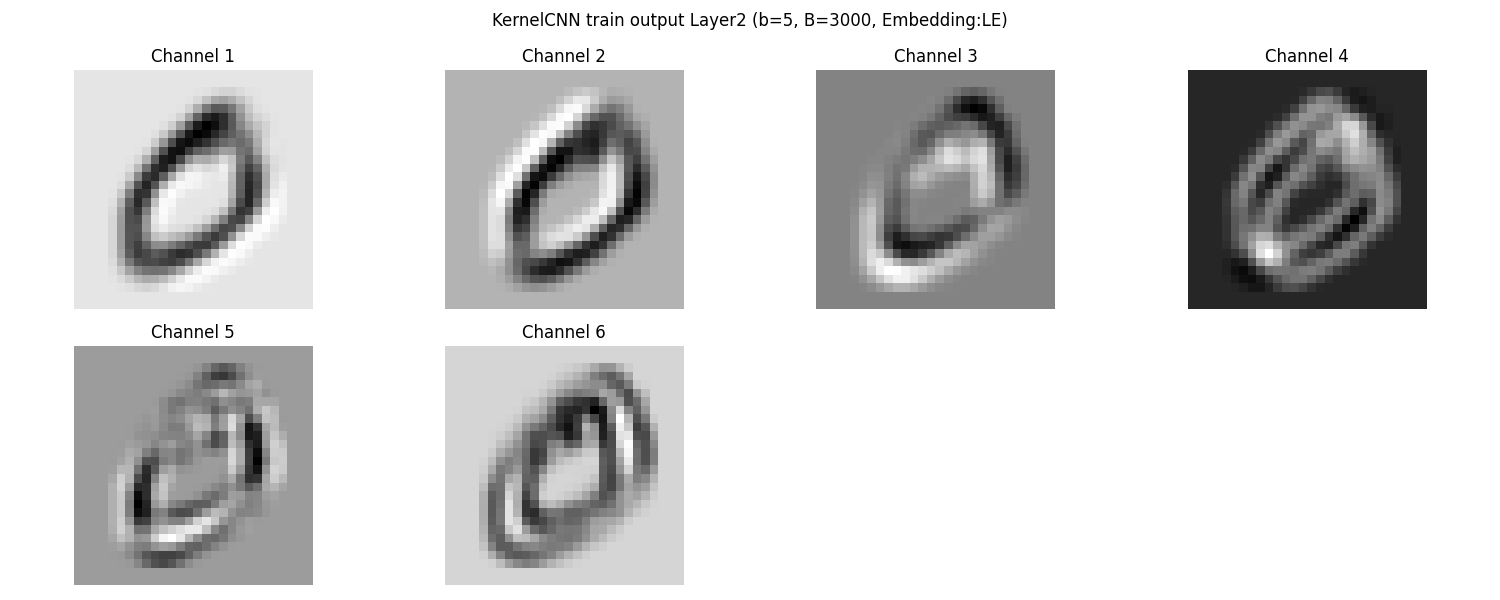 KernelCNN train output Layer2 (b=5, B=3000, Embedding:LE)
Channel 1
Channel 2
Channel 3
Channel 4
Channel 5
Channel 6